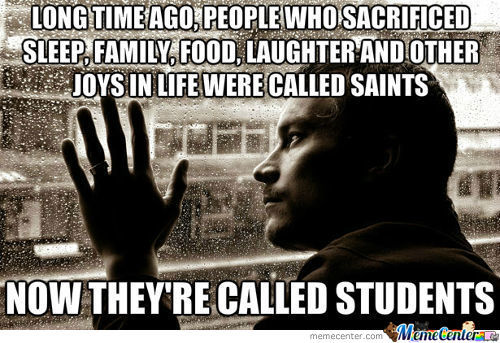 LONG TIME AGO, PEOPLE WHO SACRIFICED
SLEEP, FAMILY, FOOD, LAUGHTER AND OTHER
JOYS IN LIFE WERE CALLED SAINTS
NOW THEY'RE CALLED STUDENTS
memecenter.com MemeCenter